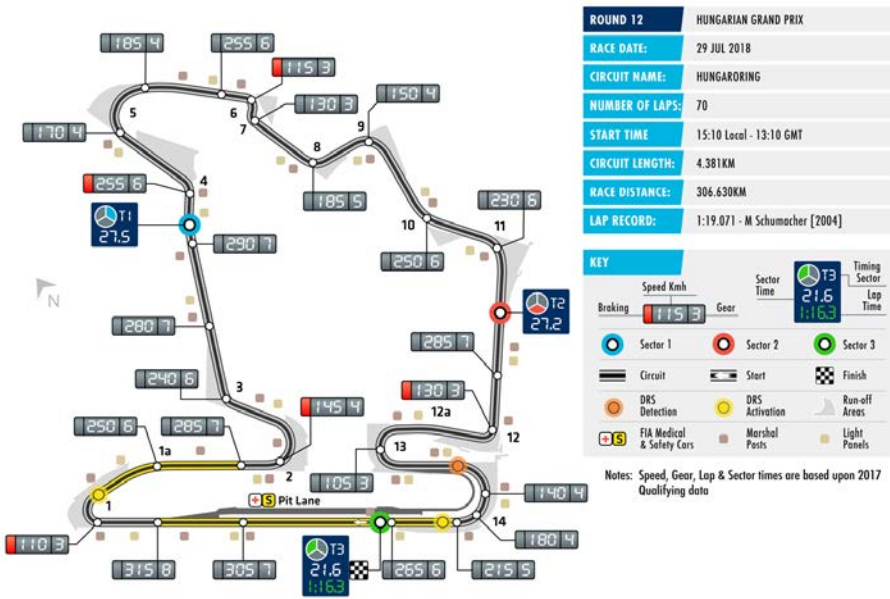 ROUND 12 HUNGARIAN GRAND PRIX
RACE DATE: 29 JUL 2018
CIRCUIT NAME: HUNGARORING
NUMBER OF LAPS: 70
START TIME 15:10 Local - 13:10 GMT
CIRCUIT LENGTH: 4.381KM
RACE DISTANCE: 306.630KM
LAP RECORD: 1:19.071 - M Schumacher [2004]
KEY
Speed Kmh
Braking 115 3 Gear
Sector Time
T3
21.6
1:16.3
Timing Sector
Lap Time
Sector 1
Sector 2
Sector 3
Circuit
Start
Finish
DRS Detection
DRS Activation
Run-off Areas
S FIA Medical & Safety Cars
Marshal Posts
Light Panels
Notes: Speed, Gear, Lap & Sector times are based upon 2017
Qualifying data
185 4
255 6
115 3
130 3
150 4
5
6
7
8
9
170 4
185 5
4
255 6
T1
27.5
290 7
10
11
230 6
250 6
N
T2
27.2
280 7
285 7
240 6
3
130 3
12a
145 4
12
250 6
285 7
1a
2
13
105 3
S Pit Lane
1
140 4
14
110 3
180 4
315 8
305 7
T3
21.6
1:16.3
265 6
215 5